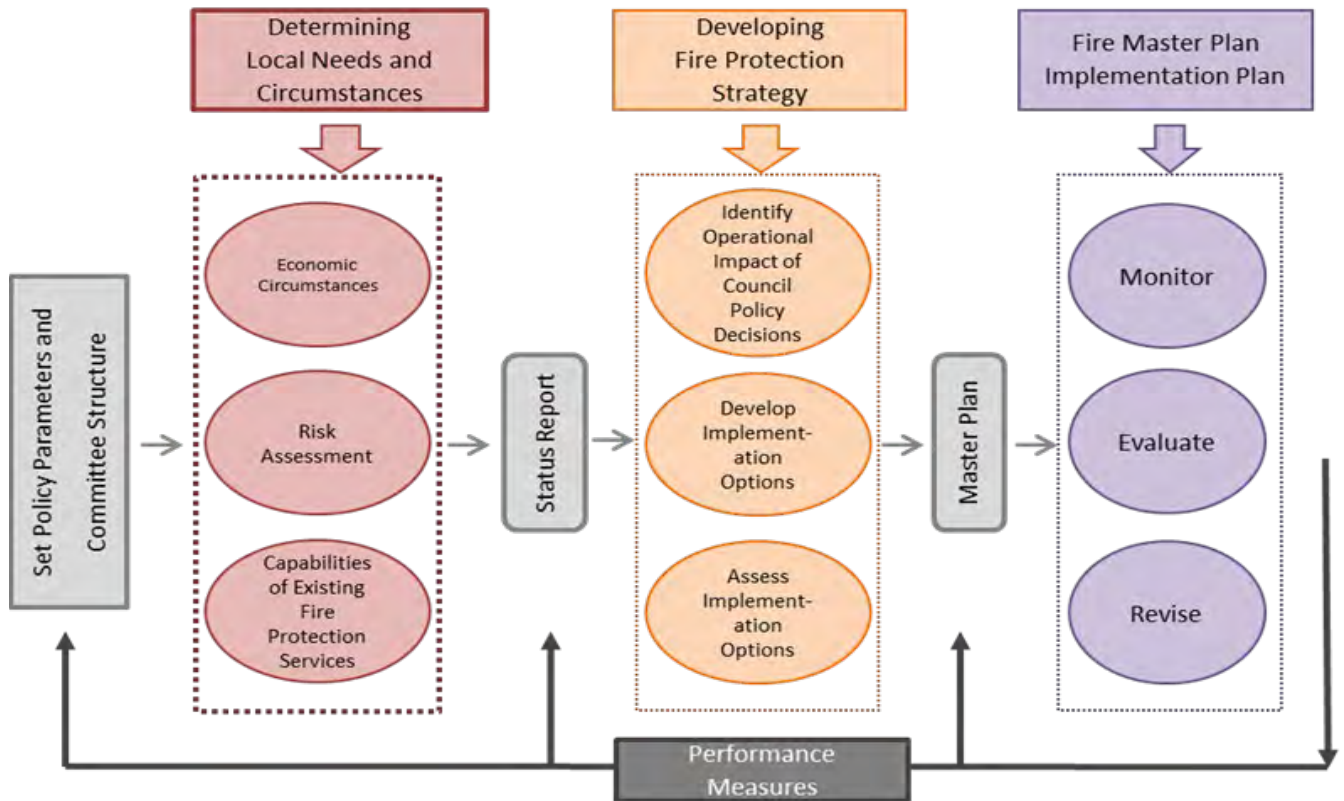 Determining
Local Needs and
Circumstances
Developing
Fire Protection
Strategy
Fire Master Plan
Implementation Plan
Set Policy Parameters and
Committee Structure
Economic
Circumstances
Risk
Assessment
Capabilities
of Existing
Fire
Protection
Services
Status Report
Identify
Operational
Impact of
Council
Policy
Decisions
Develop
Implement-
ation
Options
Assess
Implement-
ation
Options
Master Plan
Monitor
Evaluate
Revise
Performance
Measures